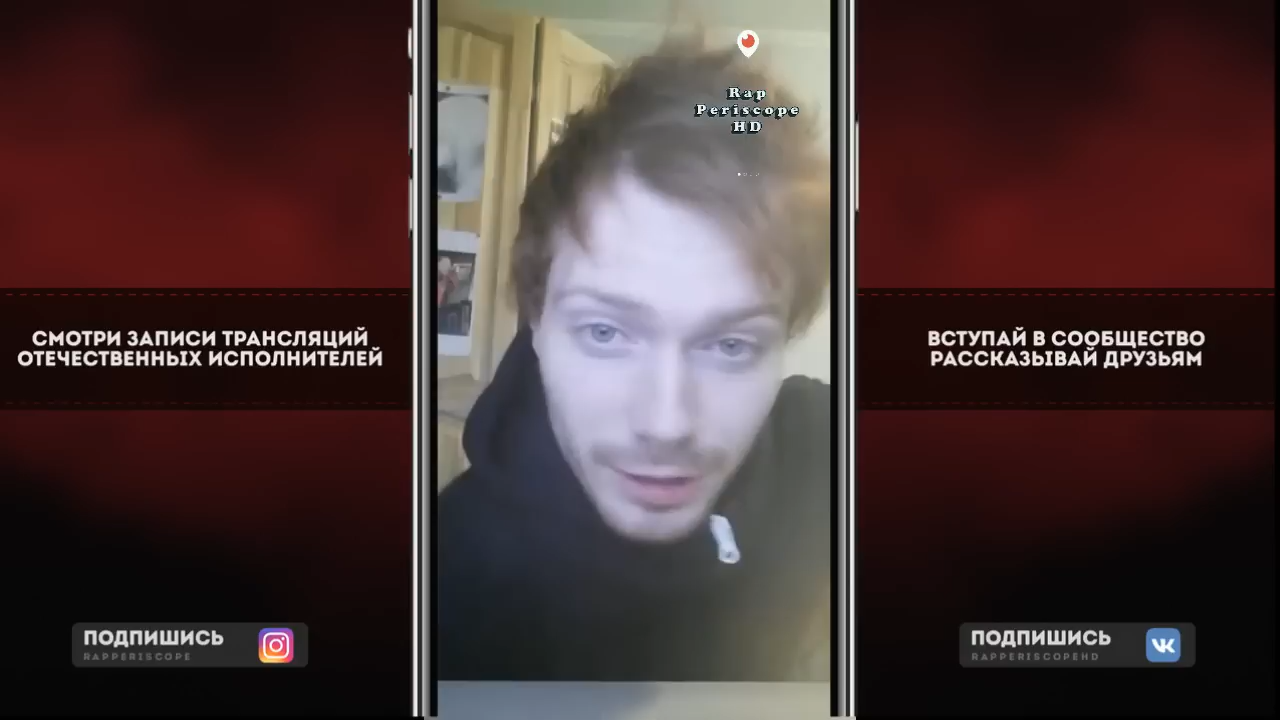 Rap
Periscope
HD
СМОТРИ ЗАПИСИ ТРАНСЛЯЦИЙ
ОТЕЧЕСТВЕННЫХ ИСПОЛНИТЕЛЕЙ
ВСТУПАЙ В СООБЩЕСТВО
РАССКАЗЫВАЙ ДРУЗЬЯМ
ПОДПИШИСЬ
RAPPERISCOPE
ПОДПИШИСЬ
RAPPERISCOPEHD